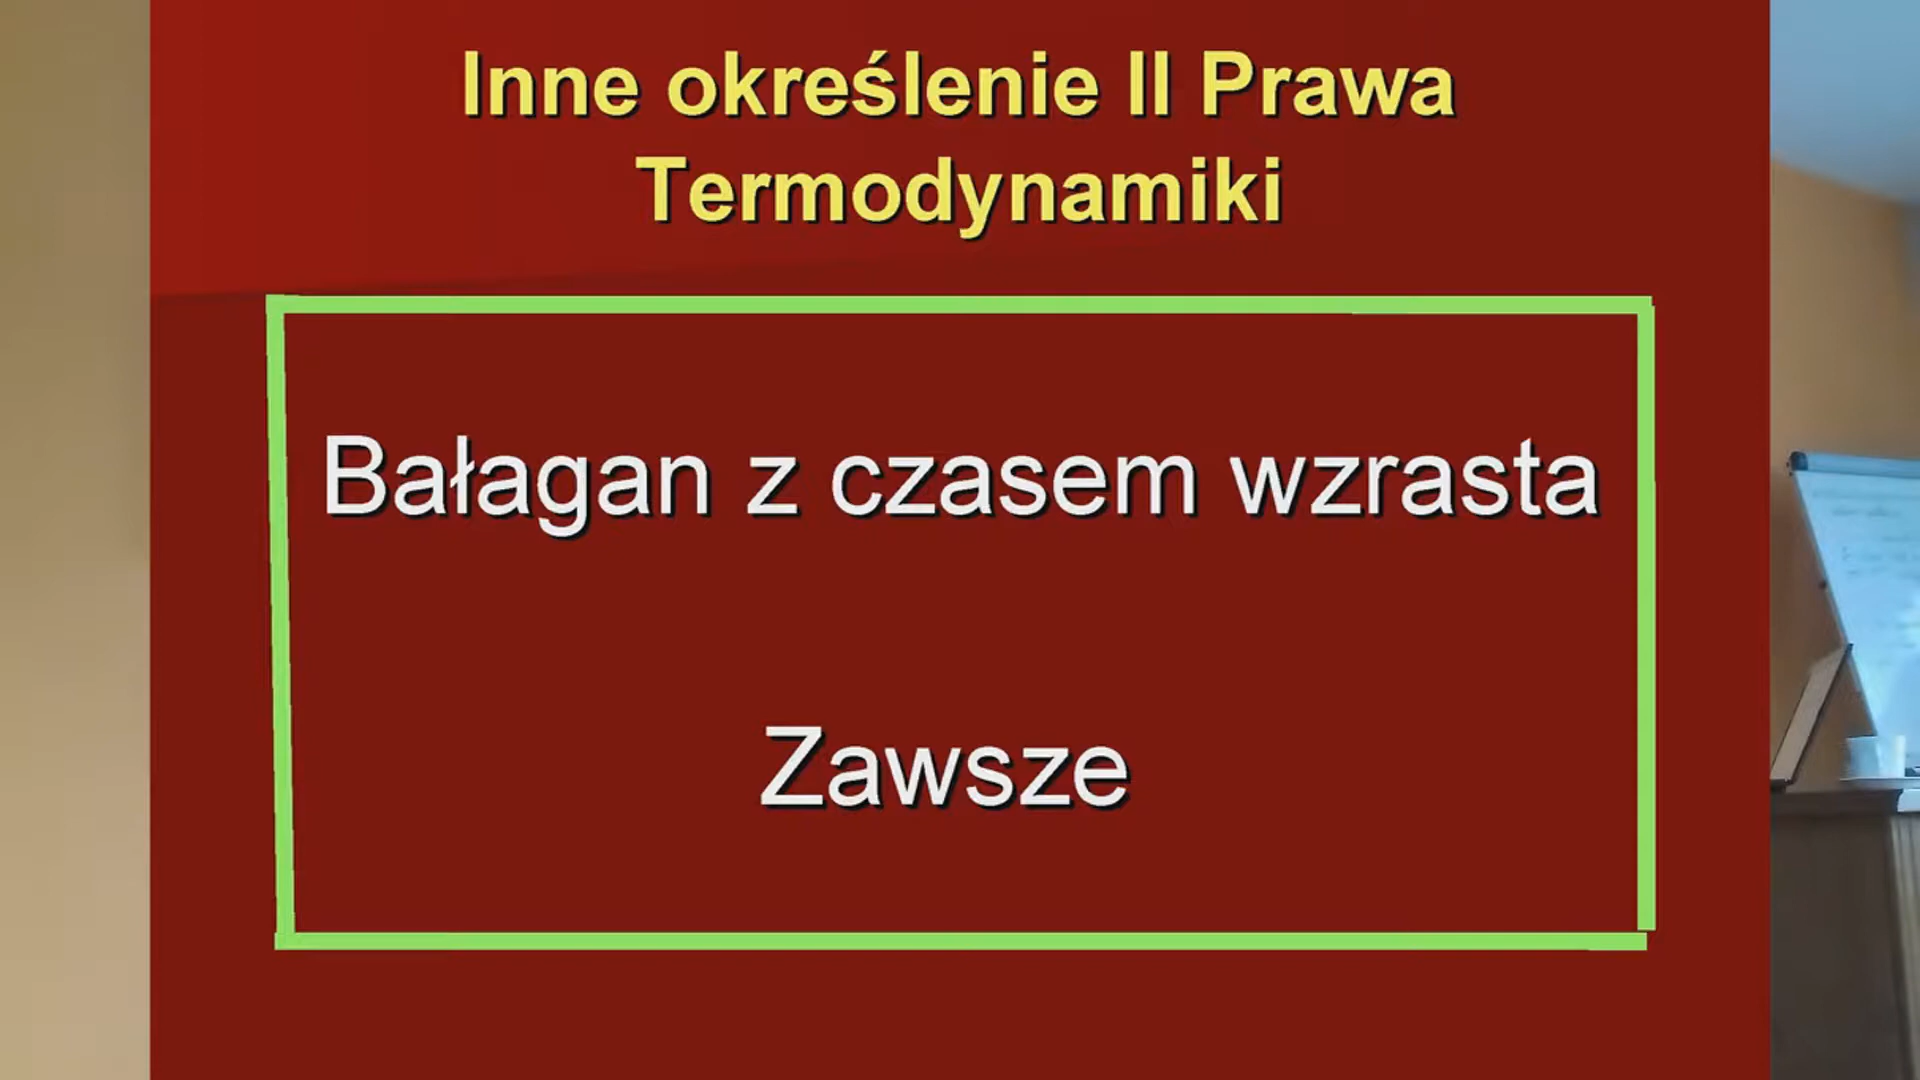 Inne określenie II Prawa
Termodynamiki
Bałagan z czasem wzrasta
Zawsze